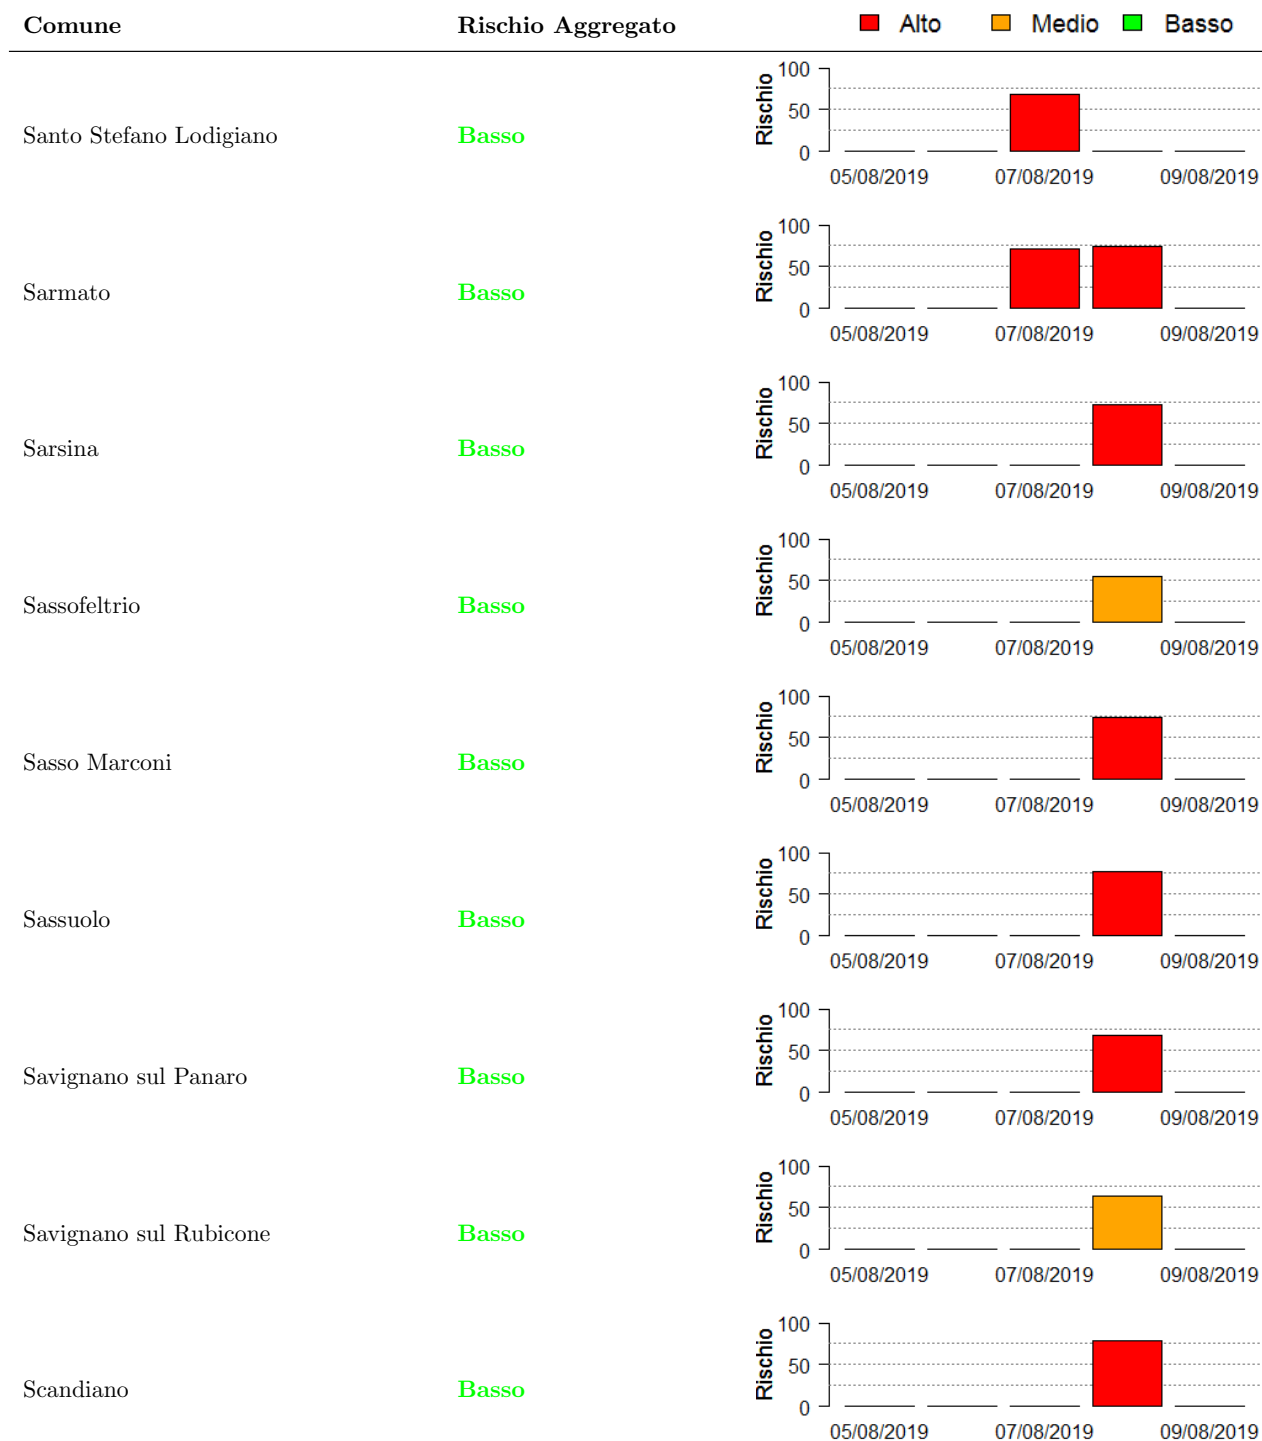 Comune Rischio Aggregato Alto Medio Basso
100
50
0
Rischio
Santo Stefano Lodigiano Basso
05/08/2019 07/08/2019 09/08/2019
100
50
0
Rischio
Sarmato Basso
05/08/2019 07/08/2019 09/08/2019
100
50
0
Rischio
Sarsina Basso
05/08/2019 07/08/2019 09/08/2019
100
50
0
Rischio
Sassofeltrio Basso
05/08/2019 07/08/2019 09/08/2019
100
50
0
Rischio
Sasso Marconi Basso
05/08/2019 07/08/2019 09/08/2019
100
50
0
Rischio
Sassuolo Basso
05/08/2019 07/08/2019 09/08/2019
100
50
0
Rischio
Savignano sul Panaro Basso
05/08/2019 07/08/2019 09/08/2019
100
50
0
Rischio
Savignano sul Rubicone Basso
05/08/2019 07/08/2019 09/08/2019
100
50
0
Rischio
Scandiano Basso
05/08/2019 07/08/2019 09/08/2019